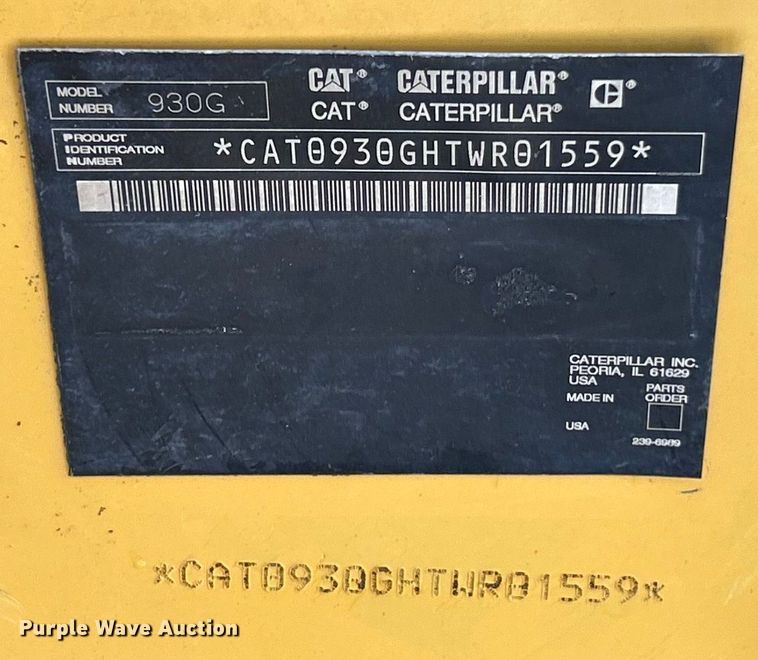 CAT® CATERPILLAR®
MODEL NUMBER 930G
CAT® CATERPILLAR®
PRODUCT IDENTIFICATION NUMBER *CAT0930GHTWR01559*
CATERPILLAR INC.
PEORIA, IL 61629
USA
MADE IN
PARTS ORDER
USA
239-6989
*CAT0930GHTWR01559*
Purple Wave Auction